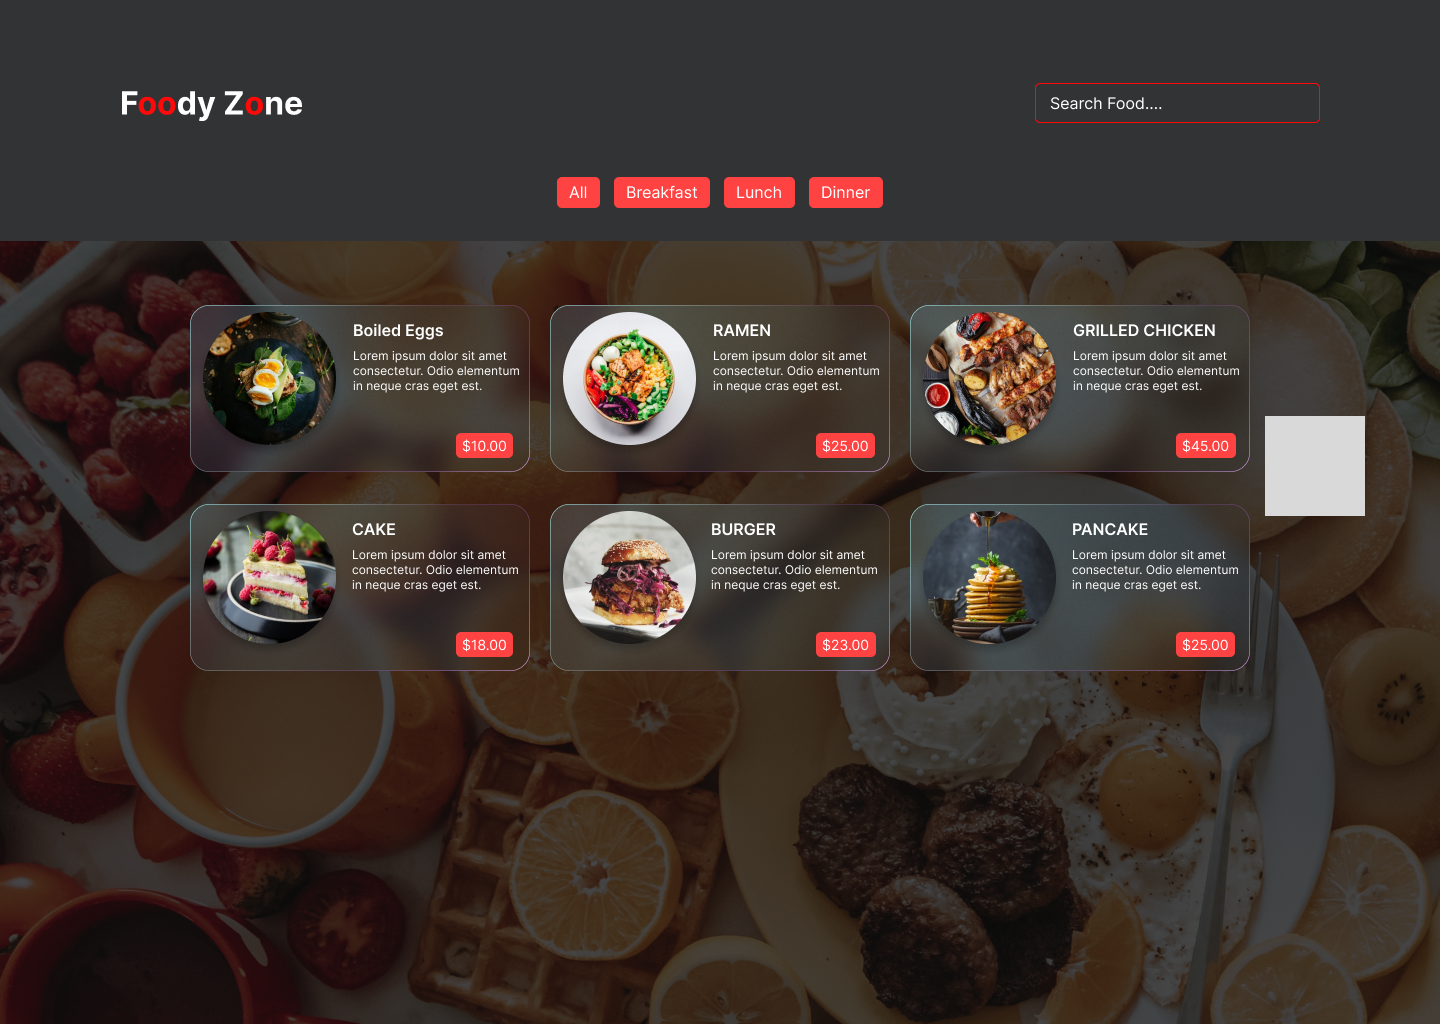 Foody Zone
Search Food....
All
Breakfast
Lunch
Dinner
Boiled Eggs
Lorem ipsum dolor sit amet
consectetur. Odio elementum
in neque cras eget est.
$10.00
RAMEN
Lorem ipsum dolor sit amet
consectetur. Odio elementum
in neque cras eget est.
$25.00
GRILLED CHICKEN
Lorem ipsum dolor sit amet
consectetur. Odio elementum
in neque cras eget est.
$45.00
CAKE
Lorem ipsum dolor sit amet
consectetur. Odio elementum
in neque cras eget est.
$18.00
BURGER
Lorem ipsum dolor sit amet
consectetur. Odio elementum
in neque cras eget est.
$23.00
PANCAKE
Lorem ipsum dolor sit amet
consectetur. Odio elementum
in neque cras eget est.
$25.00